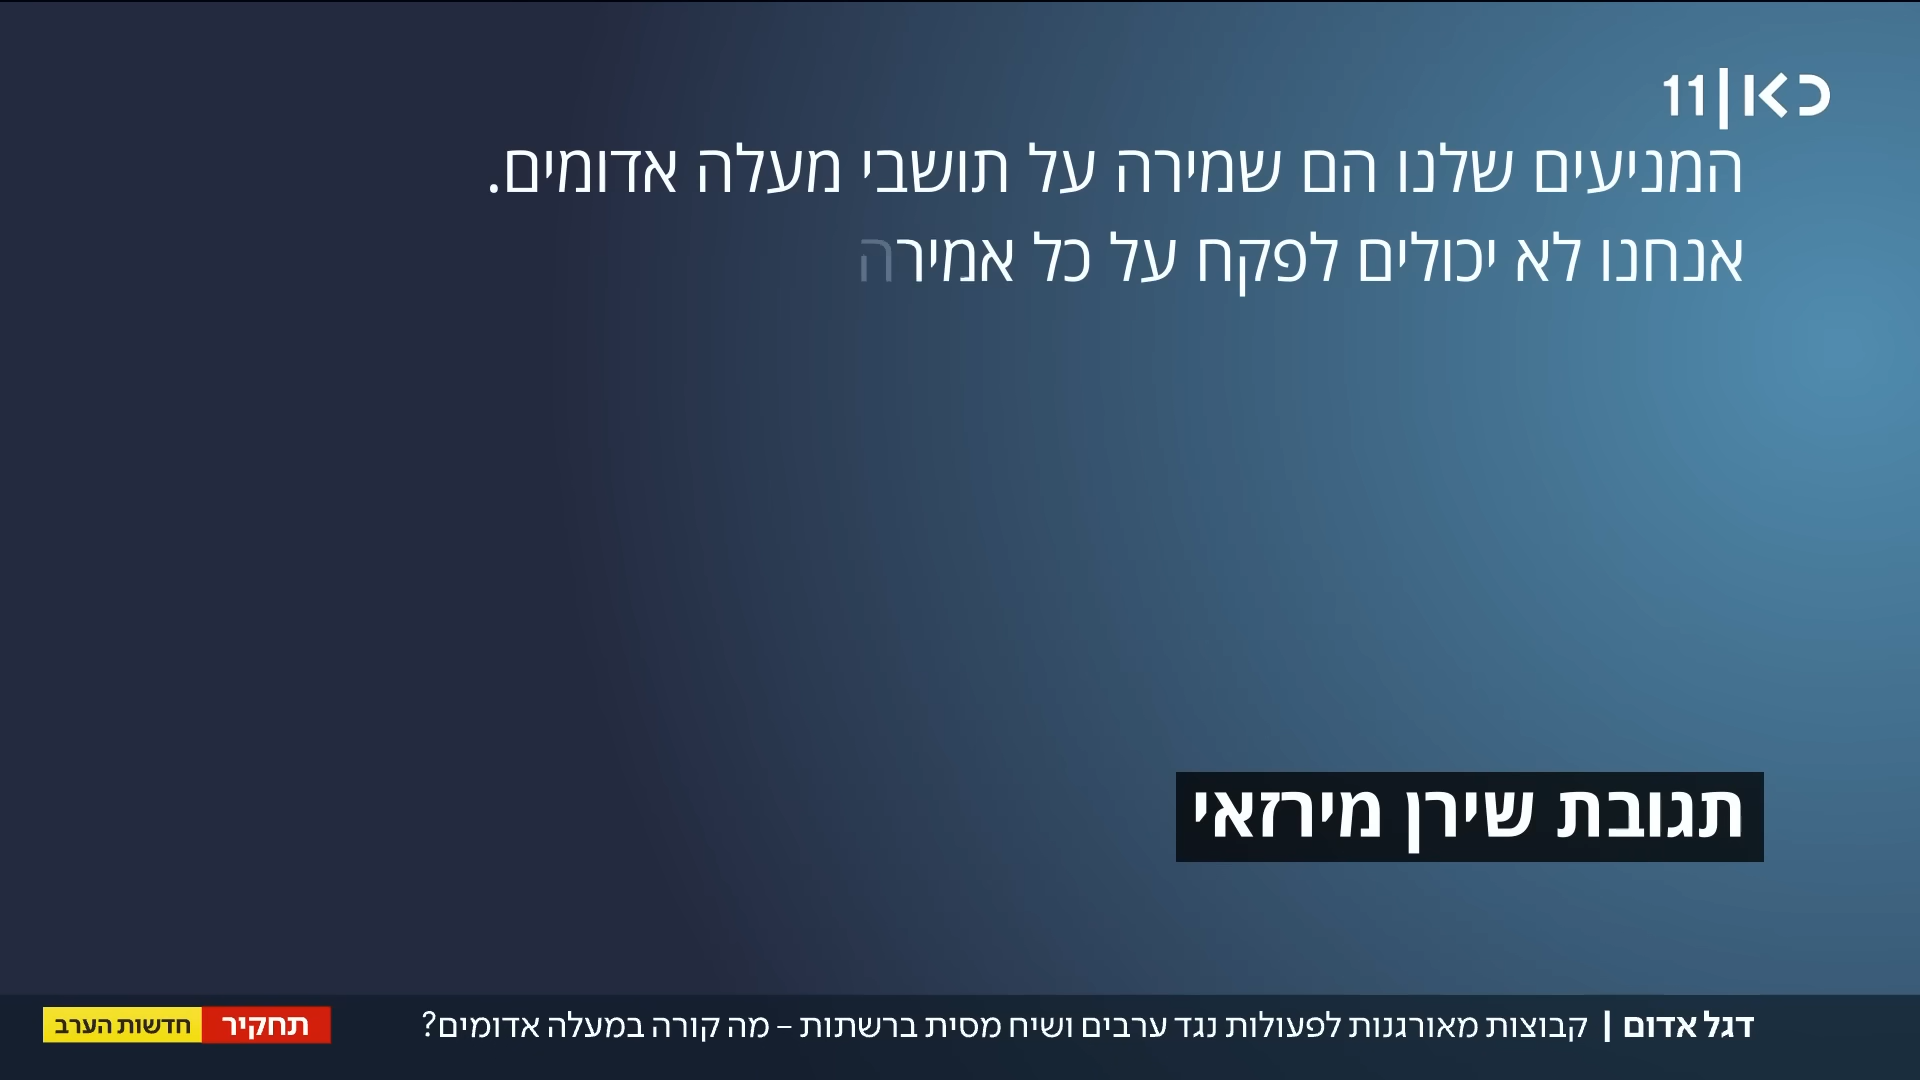 כאן|11
המניעים שלנו הם שמירה על תושבי מעלה אדומים.
אנחנו לא יכולים לפקח על כל אמירה
תגובת שירן מירזאי
דגל אדום | קבוצות מאורגנות לפעולות נגד ערבים ושיח מסית ברשתות – מה קורה במעלה אדומים?
תחקיר חדשות הערב